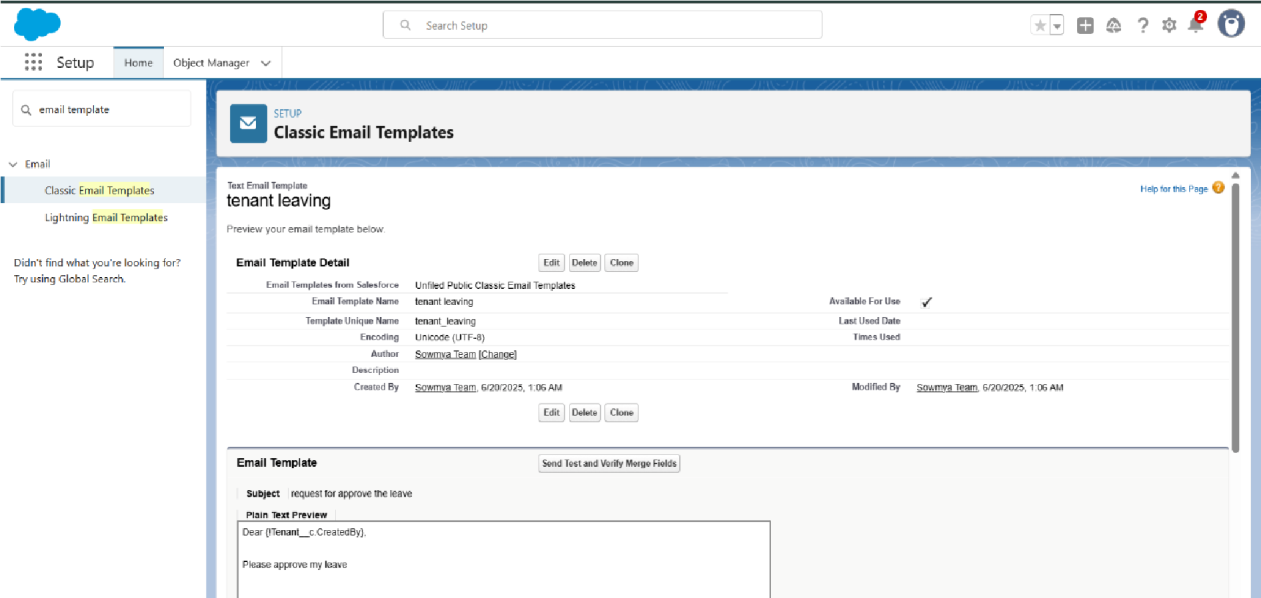 Search Setup
2
Setup
Home
Object Manager
email template
Email
Classic Email Templates
Lightning Email Templates
Didn't find what you're looking for?
Try using Global Search.
SETUP
Classic Email Templates
Text Email Template
tenant leaving
Help for this Page ?
Preview your email template below.
Email Template Detail Edit Delete Clone
Email Templates from Salesforce Unfiled Public Classic Email Templates
Email Template Name tenant leaving Available For Use ✓
Template Unique Name tenant_leaving Last Used Date
Encoding Unicode (UTF-8) Times Used
Author Sowmya Team [Change]
Description
Created By Sowmya Team, 6/20/2025, 1:06 AM Modified By Sowmya Team, 6/20/2025, 1:06 AM
Edit Delete Clone
Email Template Send Test and Verify Merge Fields
Subject request for approve the leave
Plain Text Preview
Dear {!Tenant__c.CreatedBy},
Please approve my leave